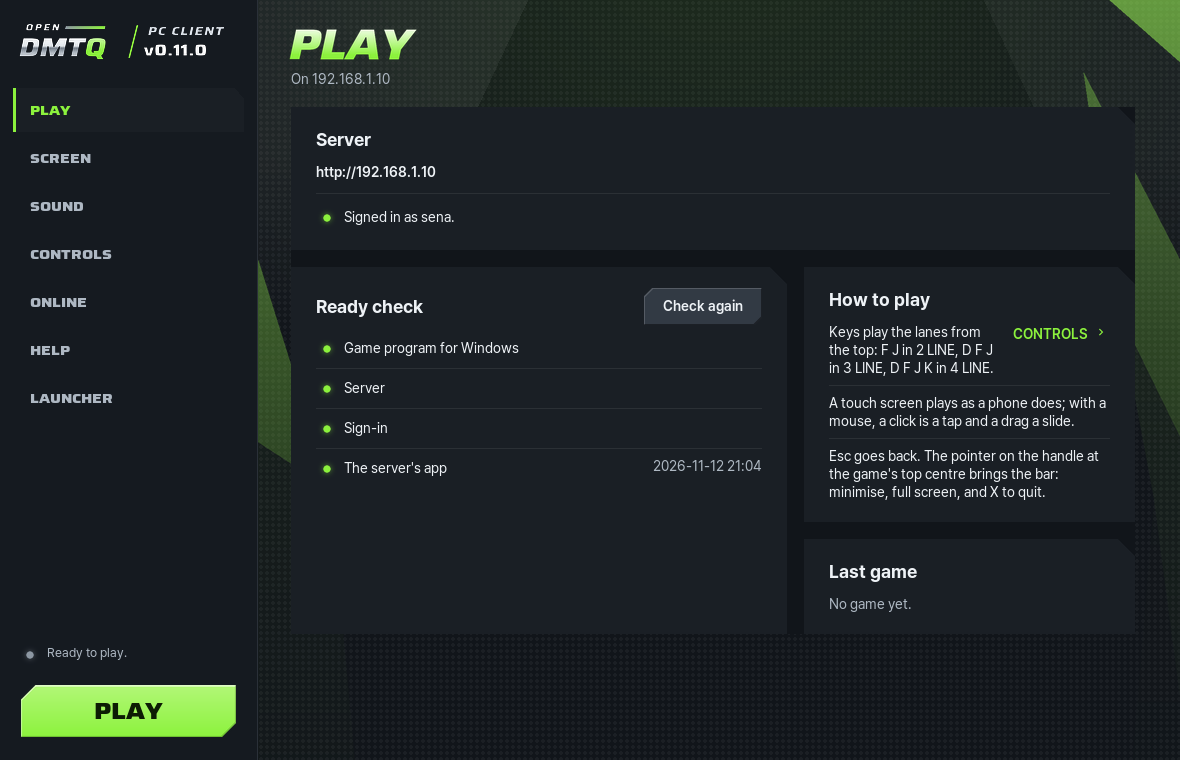 OPEN
DMTQ
PC CLIENT
v0.11.0
PLAY
SCREEN
SOUND
CONTROLS
ONLINE
HELP
LAUNCHER
Ready to play.
PLAY
PLAY
On 192.168.1.10
Server
http://192.168.1.10
Signed in as sena.
Ready check
Check again
Game program for Windows
Server
Sign-in
The server's app
2026-11-12 21:04
How to play
Keys play the lanes from
the top: F J in 2 LINE, D F J
in 3 LINE, D F J K in 4 LINE.
CONTROLS
A touch screen plays as a phone does; with a
mouse, a click is a tap and a drag a slide.
Esc goes back. The pointer on the handle at
the game's top centre brings the bar:
minimise, full screen, and X to quit.
Last game
No game yet.